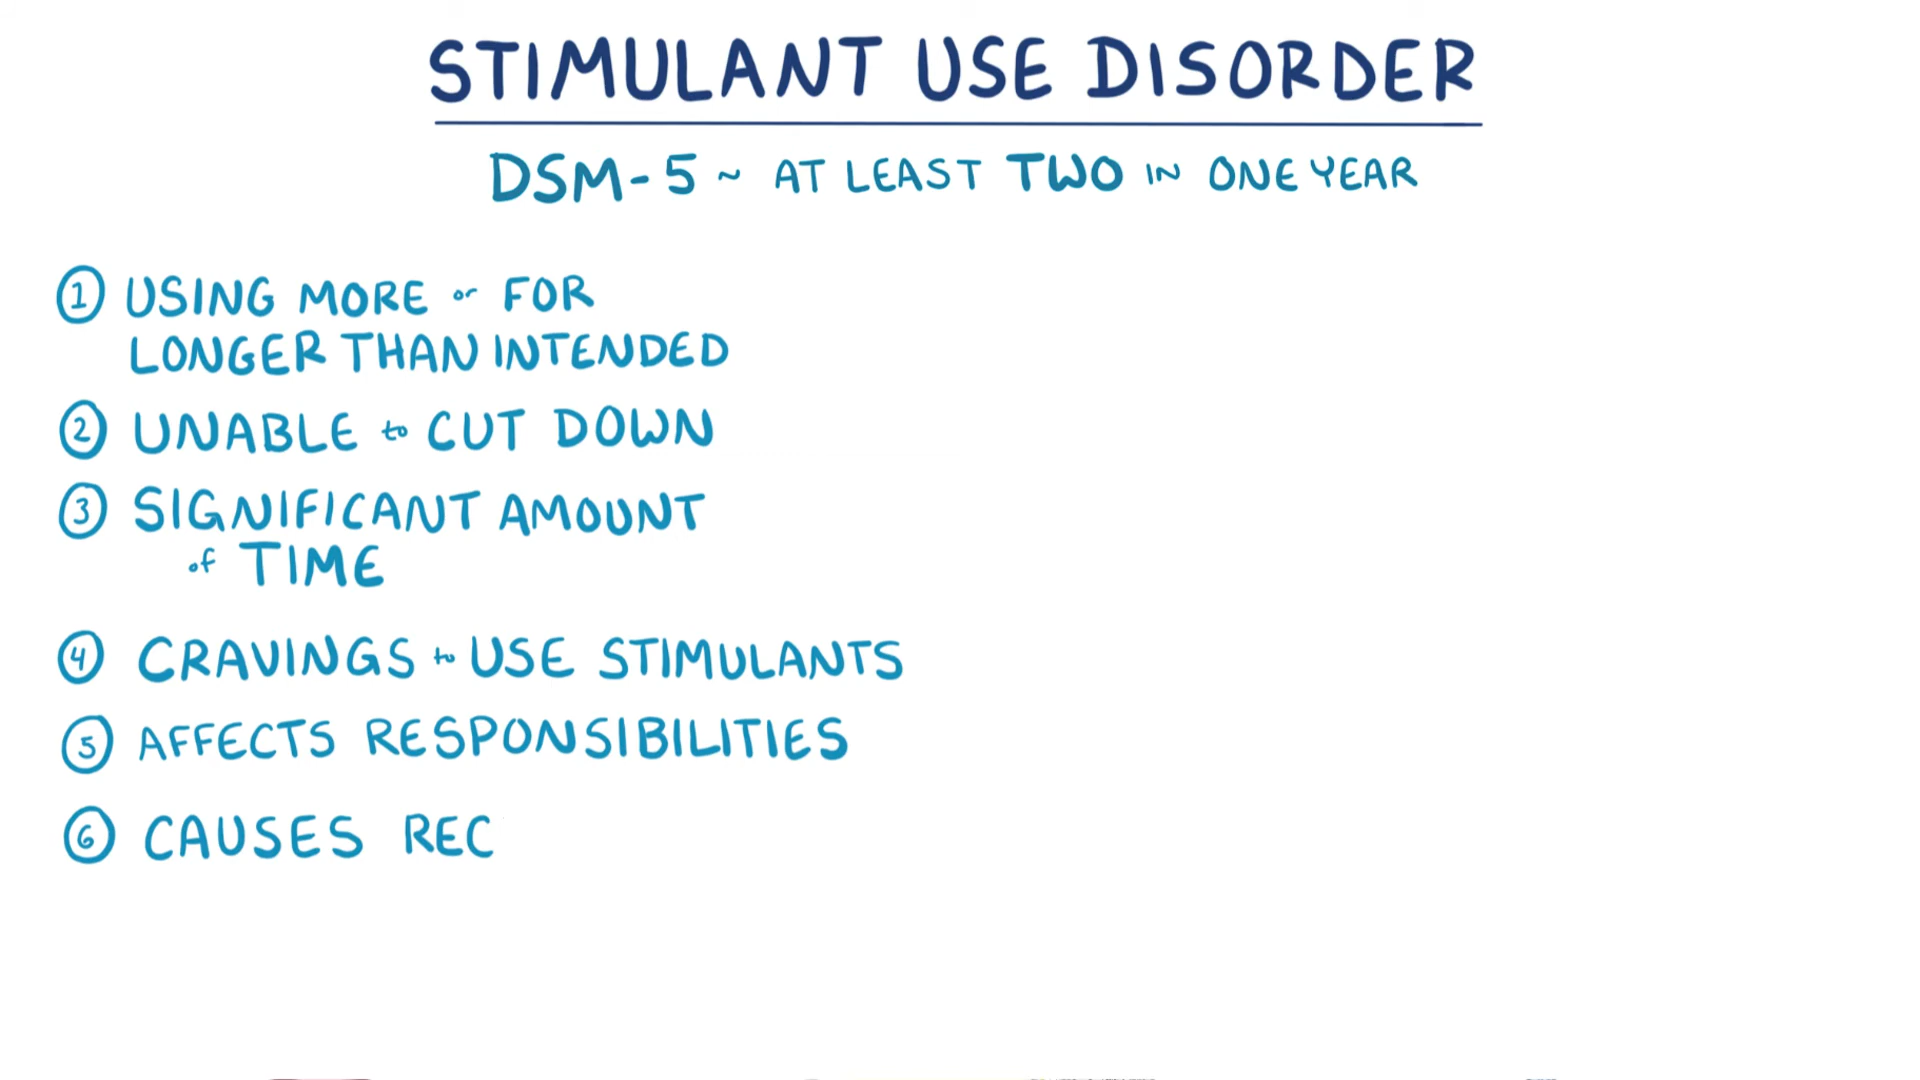 STIMULANT USE DISORDER
DSM-5 ~ AT LEAST TWO IN ONE YEAR
1 USING MORE or FOR
LONGER THAN INTENDED
2 UNABLE to CUT DOWN
3 SIGNIFICANT AMOUNT
of TIME
4 CRAVINGS to USE STIMULANTS
5 AFFECTS RESPONSIBILITIES
6 CAUSES REC